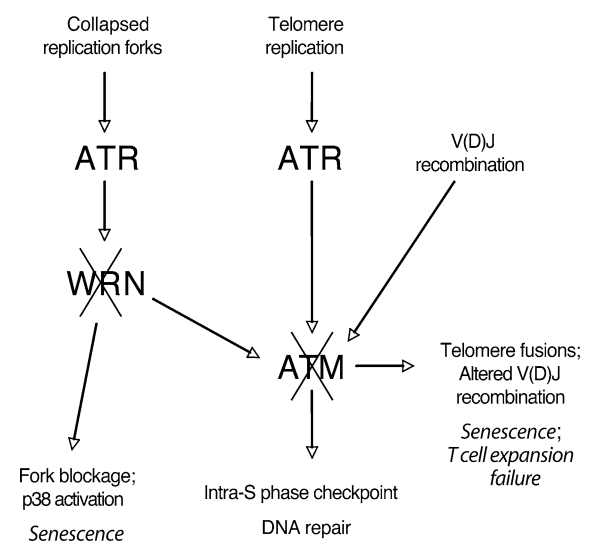 Collapsed
replication forks
Telomere
replication
ATR
ATR
V(D)J
recombination
WRN
ATM
Telomere fusions;
Altered V(D)J
recombination
Senescence;
T cell expansion
failure
Fork blockage;
p38 activation
Senescence
Intra-S phase checkpoint
DNA repair